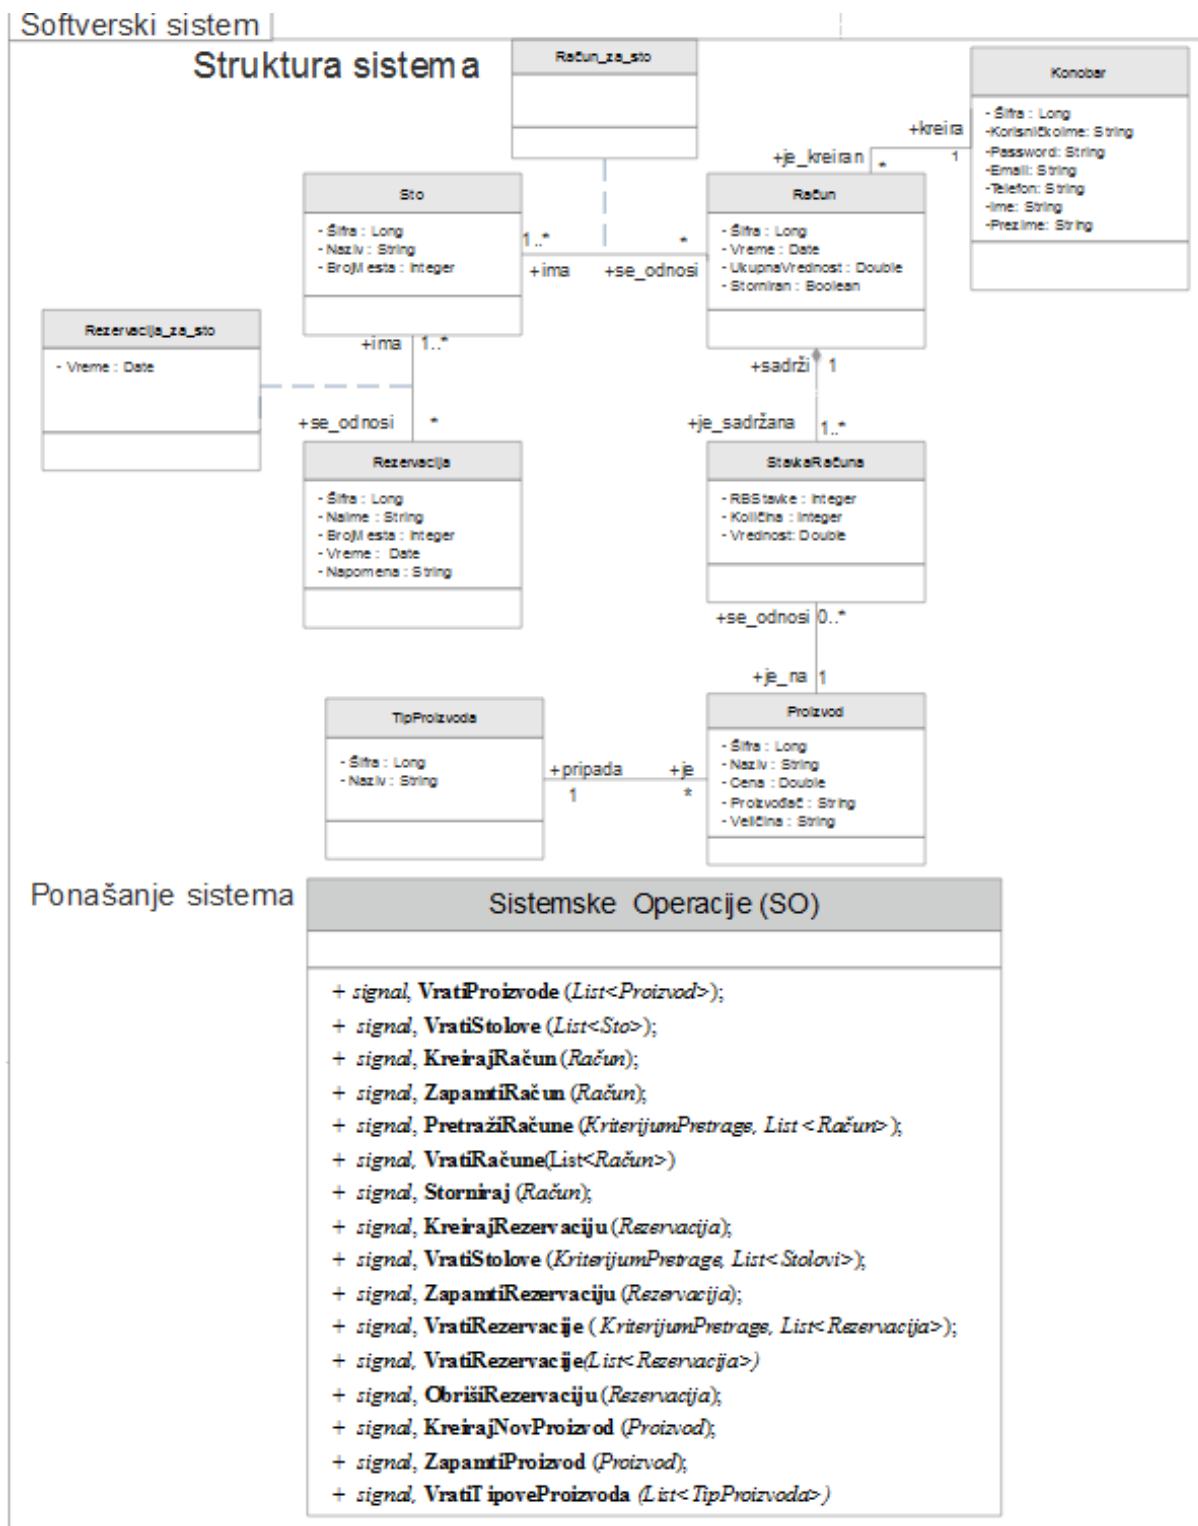 Softverski sistem
Struktura sistema
Račun_za_sto
Konobar
- Šifra : Long
-KorisničkoIme: String
-Password: String
-Email: String
-Telefon: String
-Ime: String
-Prezime: String
+kreira
1
+je_kreiran
*
Sto
- Šifra : Long
- Naziv : String
- BrojMesta : Integer
1..*
*
+ima
+se_odnosi
Račun
- Šifra : Long
- Vreme : Date
- UkupnaVrednost : Double
- Storniran : Boolean
Rezervacija_za_sto
- Vreme : Date
+ima
1..*
+se_odnosi
*
+sadrži
1
+je_sadržana
1..*
Rezervacija
- Šifra : Long
- NaIme : String
- BrojMesta : Integer
- Vreme : Date
- Napomena : String
StavkaRačuna
- RBStavke : Integer
- Količina : Integer
- Vrednost: Double
+se_odnosi
0..*
+je_na
1
TipProizvoda
- Šifra : Long
- Naziv : String
+pripada
+je
1
*
Proizvod
- Šifra : Long
- Naziv : String
- Cena : Double
- Proizvođač : String
- Veličina : String
Ponašanje sistema
Sistemske Operacije (SO)
+ signal, VratiProizvode (List<Proizvod>);
+ signal, VratiStolove (List<Sto>);
+ signal, KreirajRačun (Račun);
+ signal, ZapamtiRačun (Račun);
+ signal, PretražiRačune (KriterijumPretrage, List <Račun>);
+ signal, VratiRačune(List<Račun>)
+ signal, Storniraj (Račun);
+ signal, KreirajRezervaciju (Rezervacija);
+ signal, VratiStolove (KriterijumPretrage, List<Stolovi>);
+ signal, ZapamtiRezervaciju (Rezervacija);
+ signal, VratiRezervacije ( KriterijumPretrage, List<Rezervacija>);
+ signal, VratiRezervacije(List<Rezervacija>)
+ signal, ObrišiRezervaciju (Rezervacija);
+ signal, KreirajNovProizvod (Proizvod);
+ signal, ZapamtiProizvod (Proizvod);
+ signal, VratiTipoveProizvoda (List<TipProizvoda>)